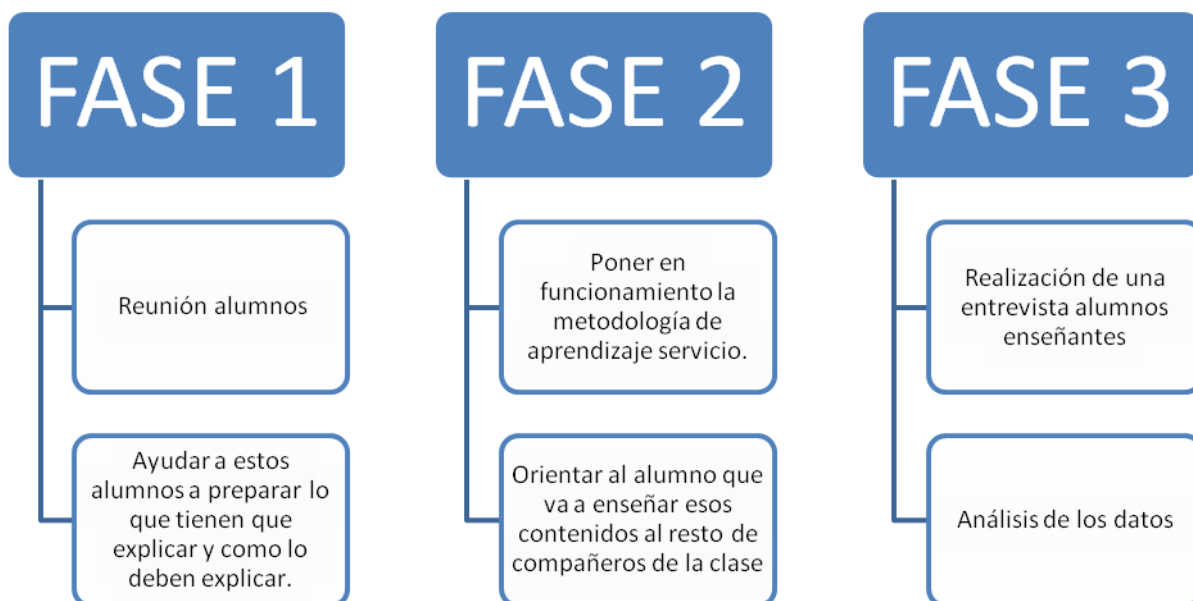 FASE 1
Reunión alumnos
Ayudar a estos
alumnos a preparar lo
que tienen que
explicar y como lo
deben explicar.
FASE 2
Poner en
funcionamiento la
metodología de
aprendizaje servicio.
Orientar al alumno que
va a enseñar esos
contenidos al resto de
compañeros de la clase
FASE 3
Realización de una
entrevista alumnos
enseñantes
Análisis de los datos